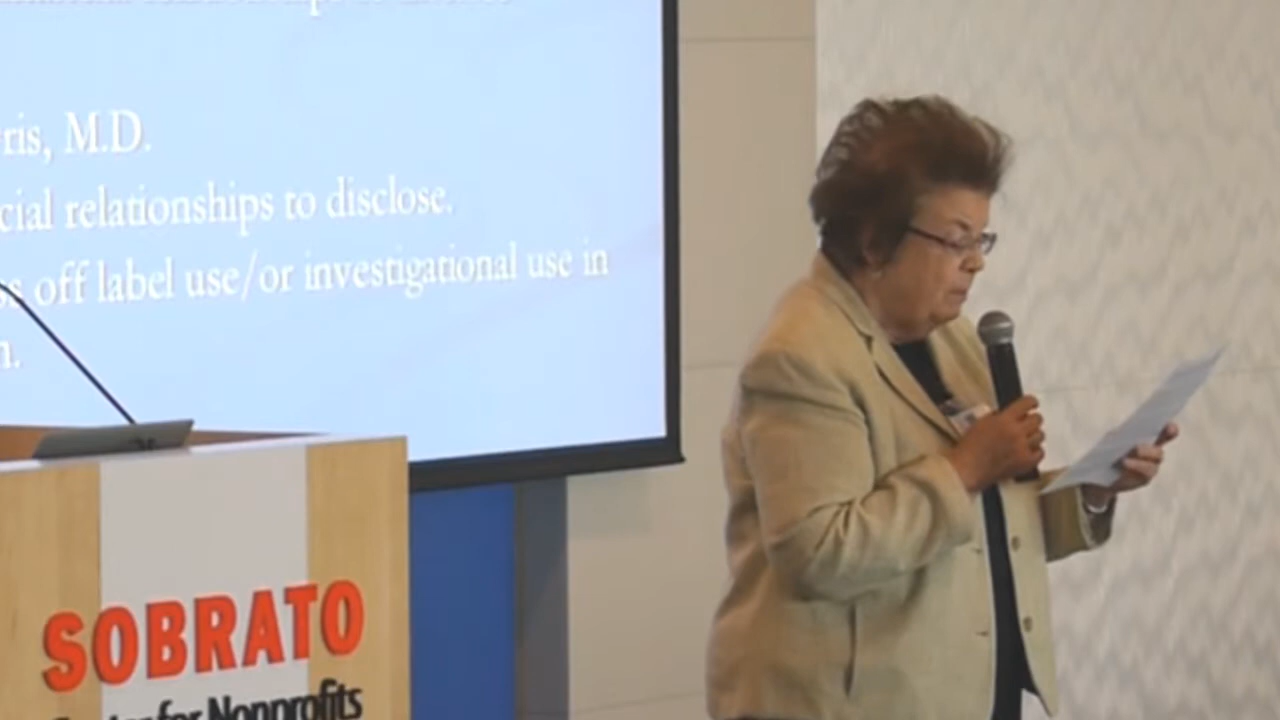 ris, M.D.
cial relationships to disclose.
s off label use/or investigational use in
n.
SOBRATO
Center for Nonprofits